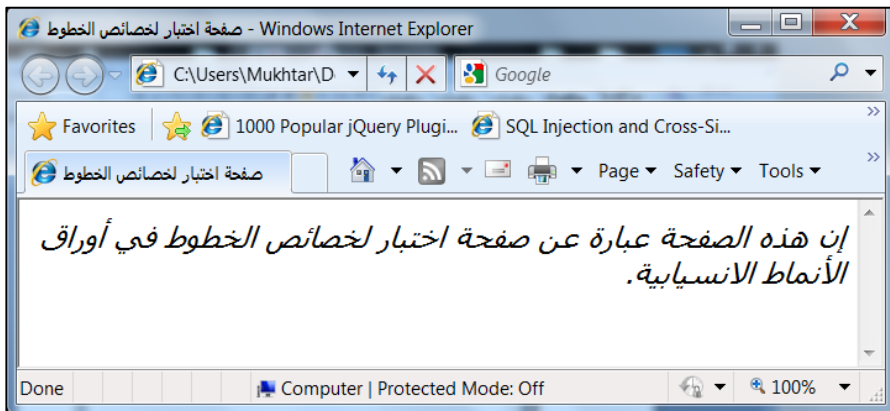 صفحة اختبار لخصائص الخطوط - Windows Internet Explorer
C:\Users\Mukhtar\D Google
Favorites 1000 Popular jQuery Plugi... SQL Injection and Cross-Si... »
صفحة اختبار لخصائص الخطوط Page Safety Tools »
إن هذه الصفحة عبارة عن صفحة اختبار لخصائص الخطوط في أوراق
الأنماط الانسيابية.
Done Computer | Protected Mode: Off 100%